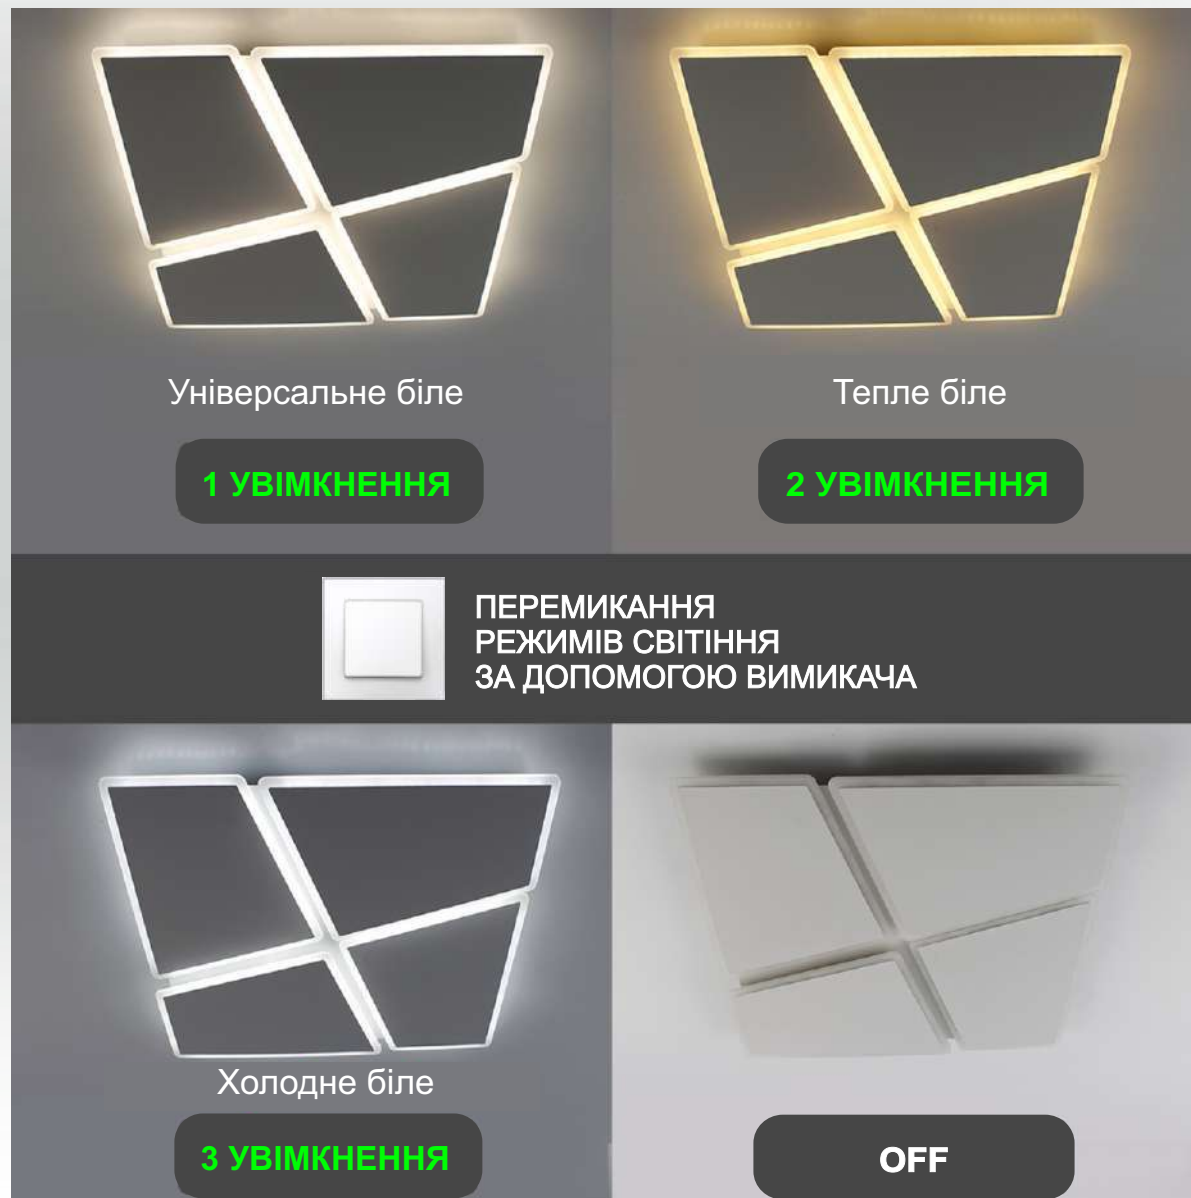 Універсальне біле
Тепле біле
1 УВІМКНЕННЯ
2 УВІМКНЕННЯ
ПЕРЕМИКАННЯ
РЕЖИМІВ СВІТІННЯ
ЗА ДОПОМОГОЮ ВИМИКАЧА
Холодне біле
3 УВІМКНЕННЯ
OFF